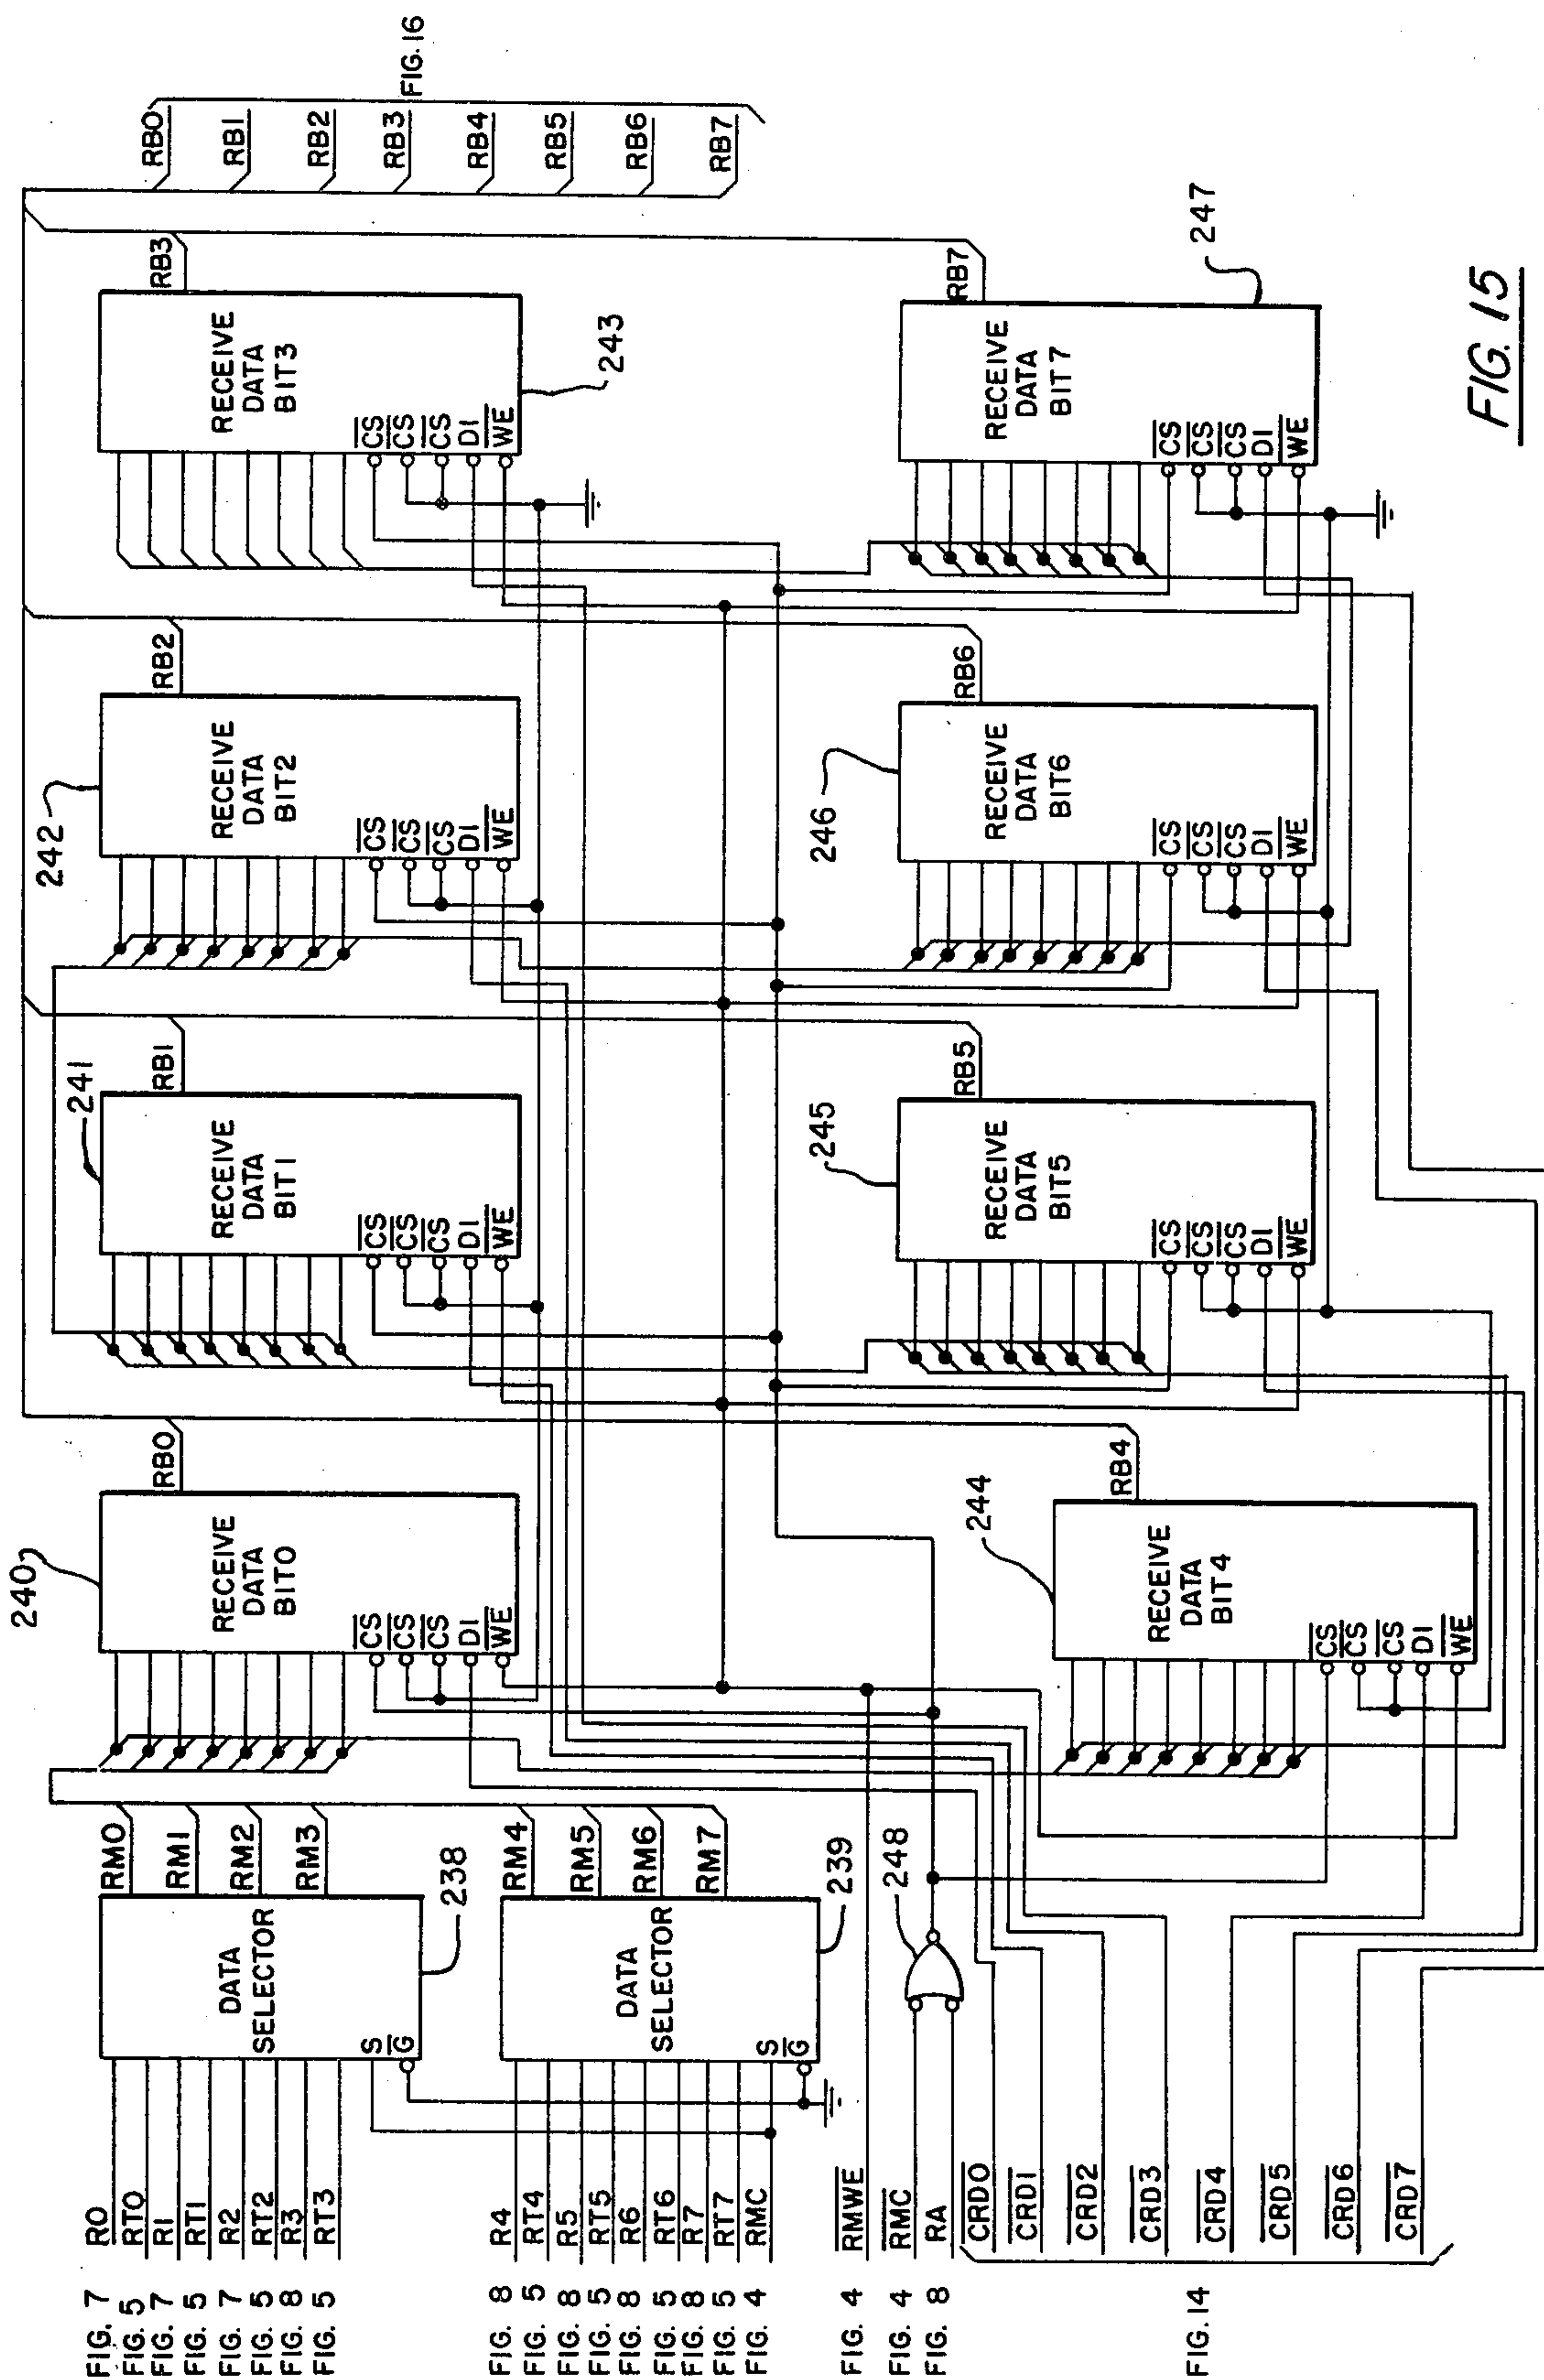 FIG. 7 R0
FIG. 5 RT0
FIG. 7 R1
FIG. 5 RT1
FIG. 7 R2
FIG. 5 RT2
FIG. 8 R3
FIG. 5 RT3
DATA
SELECTOR
S
G
RM0
RM1
RM2
RM3
238
FIG. 8 R4
FIG. 5 RT4
FIG. 8 R5
FIG. 5 RT5
FIG. 8 R6
FIG. 5 RT6
FIG. 8 R7
FIG. 5 RT7
FIG. 4 RMC
DATA
SELECTOR
S
G
RM4
RM5
RM6
RM7
239
FIG. 4 RMWE
FIG. 4 RMC
FIG. 8 RA
248
FIG. 14
CRD0
CRD1
CRD2
CRD3
CRD4
CRD5
CRD6
CRD7
240
RECEIVE
DATA
BIT0
CS
CS
CS
DI
WE
RB0
241
RECEIVE
DATA
BIT1
CS
CS
CS
DI
WE
RB1
242
RECEIVE
DATA
BIT2
CS
CS
CS
DI
WE
RB2
243
RECEIVE
DATA
BIT3
CS
CS
CS
DI
WE
RB3
244
RECEIVE
DATA
BIT4
CS
CS
CS
DI
WE
RB4
245
RECEIVE
DATA
BIT5
CS
CS
CS
DI
WE
RB5
246
RECEIVE
DATA
BIT6
CS
CS
CS
DI
WE
RB6
247
RECEIVE
DATA
BIT7
CS
CS
CS
DI
WE
RB7
RB0
RB1
RB2
RB3
RB4
RB5
RB6
RB7
FIG. 16
FIG. 15